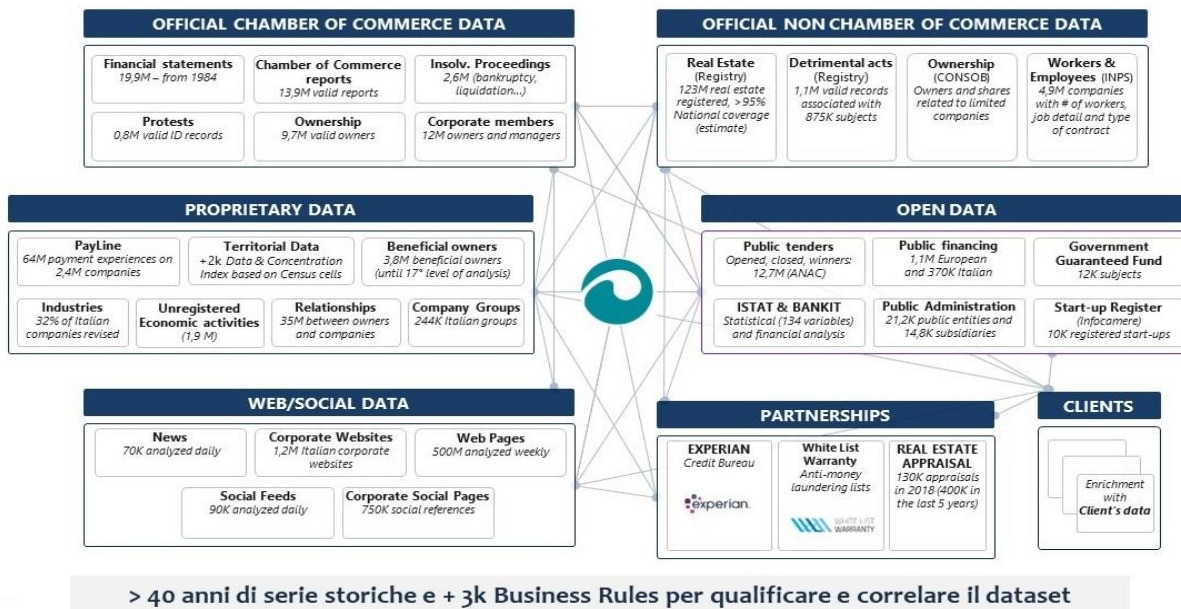 OFFICIAL CHAMBER OF COMMERCE DATA
Financial statements
19,9M – from 1984
Chamber of Commerce
reports
13,9M valid reports
Insolv. Proceedings
2,6M (bankruptcy,
liquidation...)
Protests
0,8M valid ID records
Ownership
9,7M valid owners
Corporate members
12M owners and managers
OFFICIAL NON CHAMBER OF COMMERCE DATA
Real Estate
(Registry)
123M real estate
registered, >95%
National coverage
(estimate)
Detrimental acts
(Registry)
1,1M valid records
associated with
875K subjects
Ownership
(CONSOB)
Owners and shares
related to limited
companies
Workers &
Employees (INPS)
4,9M companies
with # of workers,
job detail and type
of contract
PROPRIETARY DATA
PayLine
64M payment experiences on
2,4M companies
Territorial Data
+2k Data & Concentration
Index based on Census cells
Beneficial owners
3,8M beneficial owners
(until 17° level of analysis)
Industries
32% of Italian
companies revised
Unregistered
Economic activities
(1,9 M)
Relationships
35M between owners
and companies
Company Groups
244K Italian groups
OPEN DATA
Public tenders
Opened, closed, winners:
12,7M (ANAC)
Public financing
1,1M European
and 370K Italian
Government
Guaranteed Fund
12K subjects
ISTAT & BANKIT
Statistical (134 variables)
and financial analysis
Public Administration
21,2K public entities and
14,8K subsidiaries
Start-up Register
(Infocamere)
10K registered start-ups
WEB/SOCIAL DATA
News
70K analyzed daily
Corporate Websites
1,2M Italian corporate
websites
Web Pages
500M analyzed weekly
Social Feeds
90K analyzed daily
Corporate Social Pages
750K social references
PARTNERSHIPS
EXPERIAN
Credit Bureau
experian.
White List
Warranty
Anti-money
laundering lists
WHITE LIST
WARRANTY
REAL ESTATE
APPRAISAL
130K appraisals
in 2018 (400K in
the last 5 years)
CLIENTS
Enrichment
with
Client's data
> 40 anni di serie storiche e + 3k Business Rules per qualificare e correlare il dataset